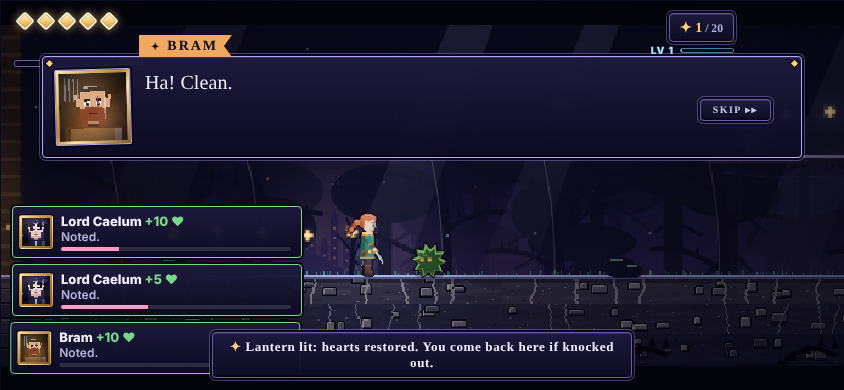 ✦ 1 / 20
LV 1
✦ BRAM
Ha! Clean.
SKIP ▸▸
Lord Caelum +10 ♥
Noted.
Lord Caelum +5 ♥
Noted.
Bram +10 ♥
Noted.
✦ Lantern lit: hearts restored. You come back here if knocked
out.